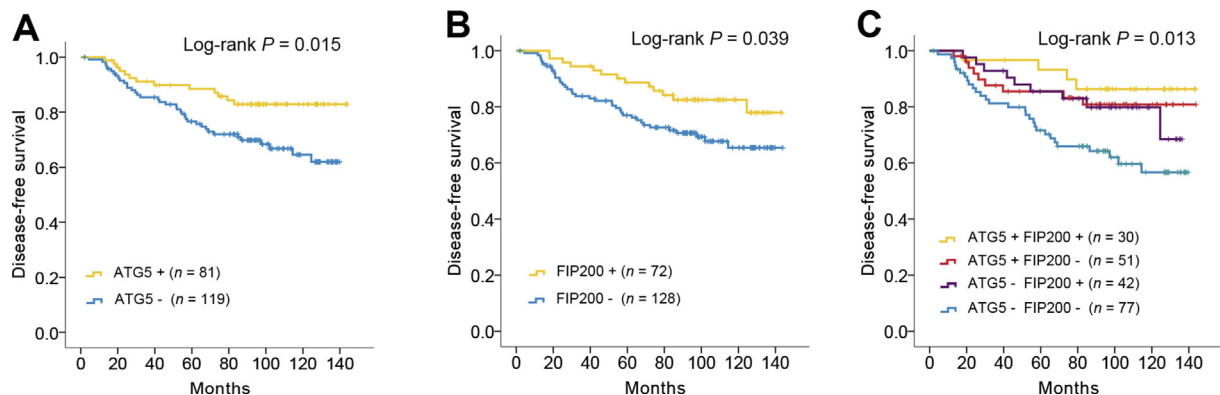 A
Log-rank P = 0.015
Disease-free survival
1.0
0.8
0.6
0.4
0.2
0.0
ATG5 + (n = 81)
ATG5 - (n = 119)
0 20 40 60 80 100 120 140
Months
B
Log-rank P = 0.039
Disease-free survival
1.0
0.8
0.6
0.4
0.2
0.0
FIP200 + (n = 72)
FIP200 - (n = 128)
0 20 40 60 80 100 120 140
Months
C
Log-rank P = 0.013
Disease-free survival
1.0
0.8
0.6
0.4
0.2
0.0
ATG5 + FIP200 + (n = 30)
ATG5 + FIP200 - (n = 51)
ATG5 - FIP200 + (n = 42)
ATG5 - FIP200 - (n = 77)
0 20 40 60 80 100 120 140
Months